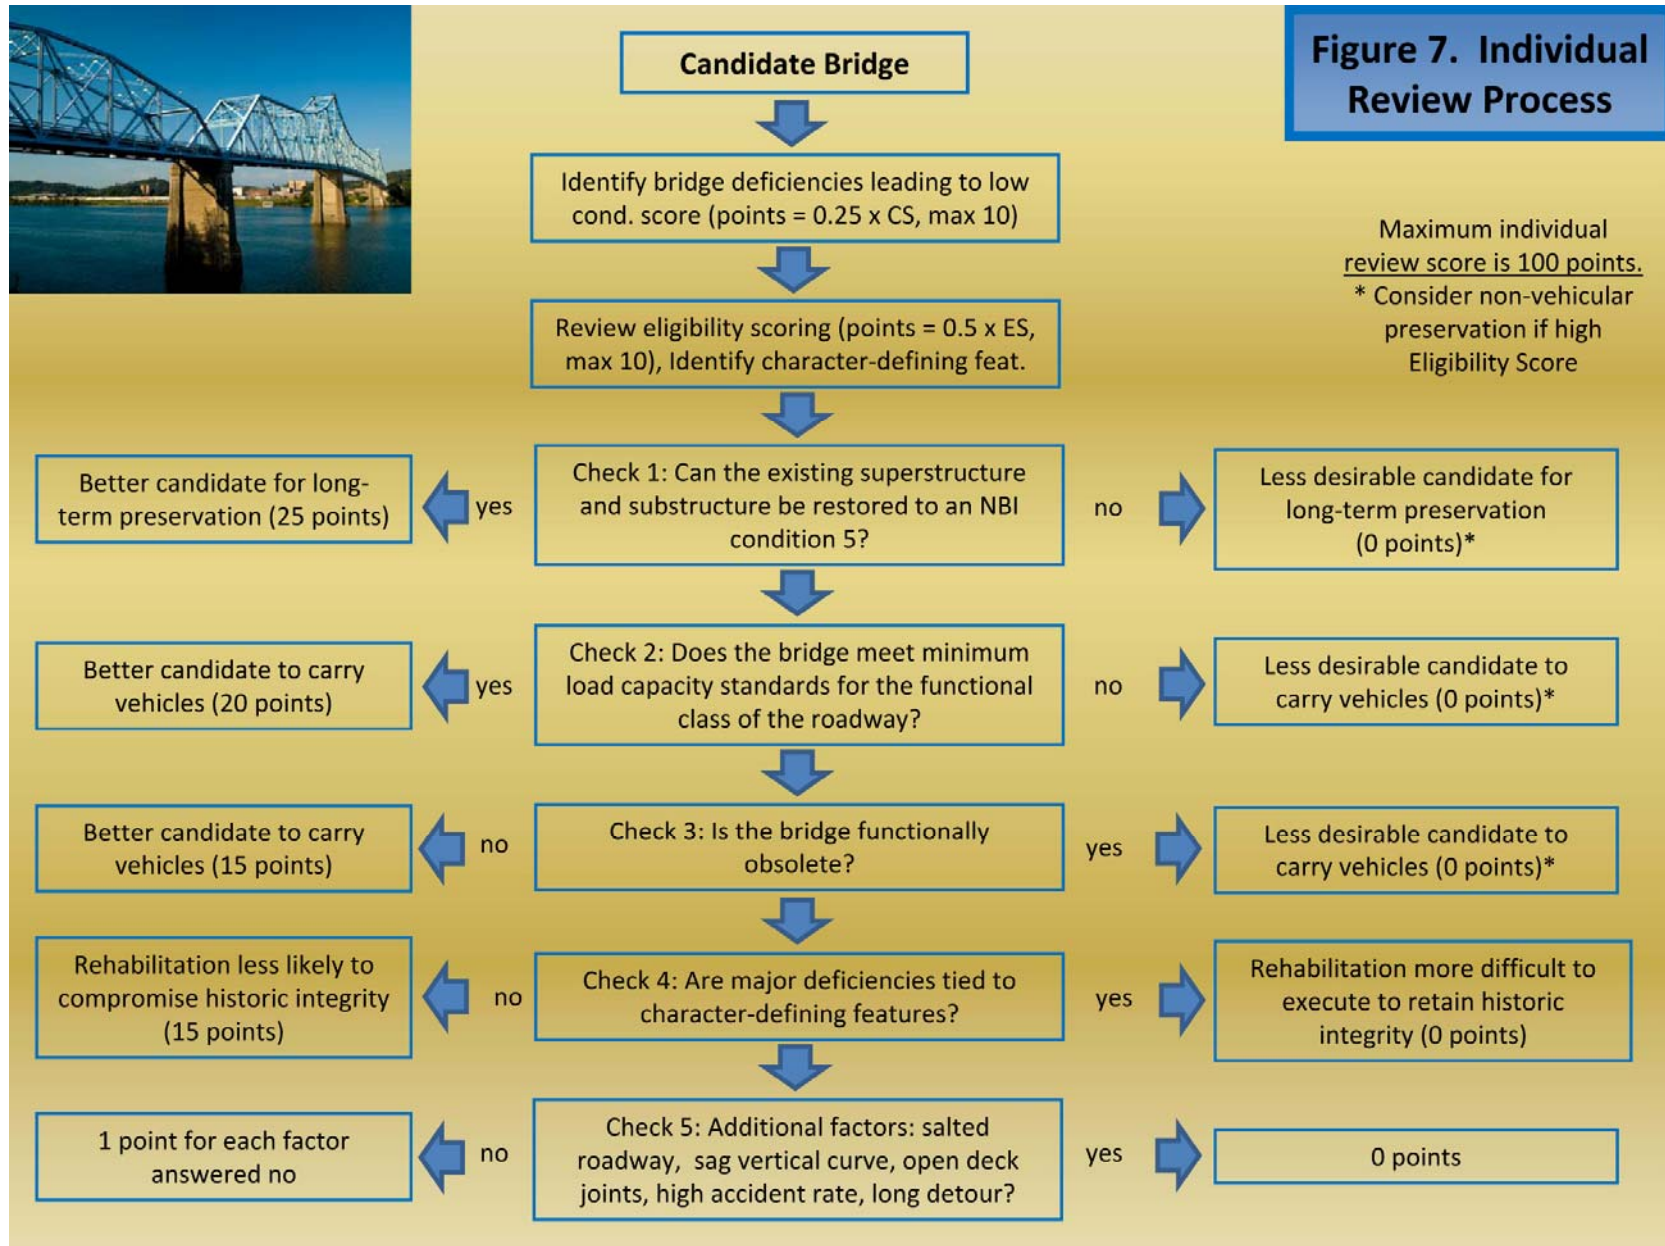 Candidate Bridge
Figure 7.  Individual
Review Process
Identify bridge deficiencies leading to low
cond. score (points = 0.25 x CS, max 10)
Maximum individual
review score is 100 points.
* Consider non-vehicular
preservation if high
Eligibility Score
Review eligibility scoring (points = 0.5 x ES,
max 10), Identify character-defining feat.
Better candidate for long-
term preservation (25 points)
yes
Check 1: Can the existing superstructure
and substructure be restored to an NBI
condition 5?
no
Less desirable candidate for
long-term preservation
(0 points)*
Better candidate to carry
vehicles (20 points)
yes
Check 2: Does the bridge meet minimum
load capacity standards for the functional
class of the roadway?
no
Less desirable candidate to
carry vehicles (0 points)*
Better candidate to carry
vehicles (15 points)
no
Check 3: Is the bridge functionally
obsolete?
yes
Less desirable candidate to
carry vehicles (0 points)*
Rehabilitation less likely to
compromise historic integrity
(15 points)
no
Check 4: Are major deficiencies tied to
character-defining features?
yes
Rehabilitation more difficult to
execute to retain historic
integrity (0 points)
1 point for each factor
answered no
no
Check 5: Additional factors: salted
roadway,  sag vertical curve, open deck
joints, high accident rate, long detour?
yes
0 points